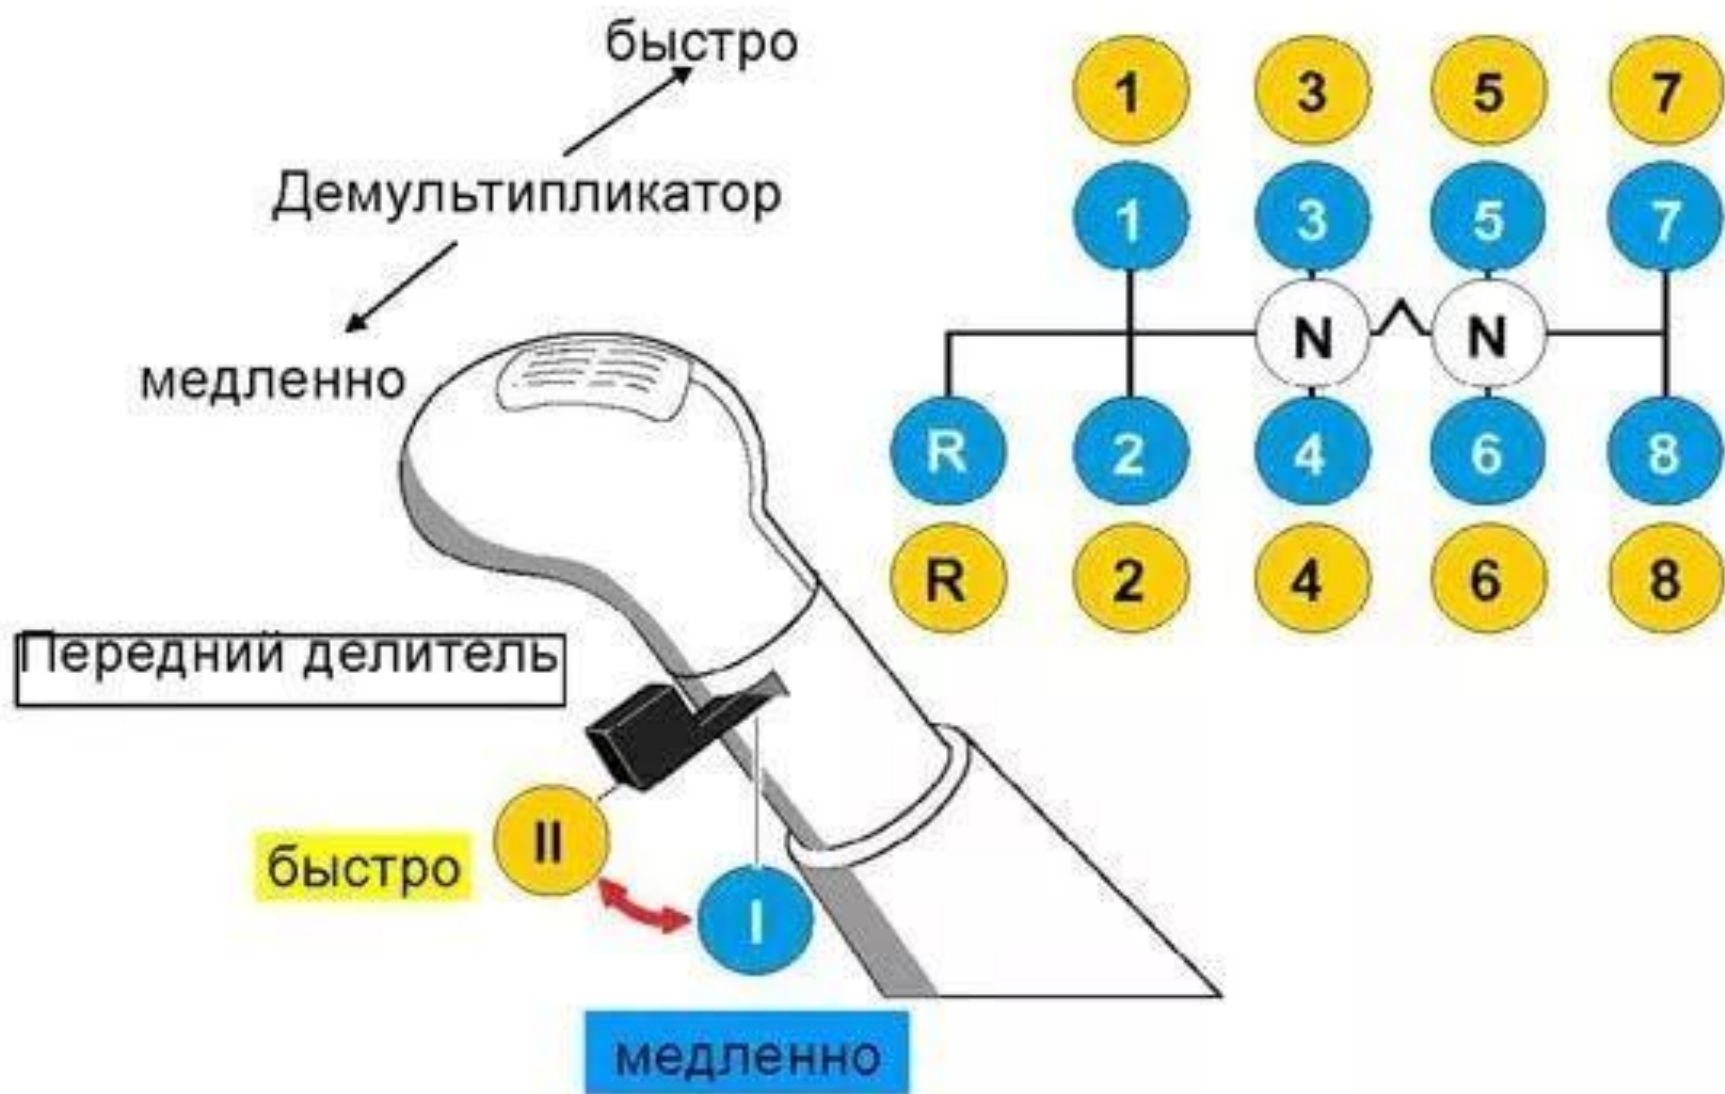 быстро
Демультипликатор
медленно
1 3 5 7
1 3 5 7
N N
R 2 4 6 8
R 2 4 6 8
Передний делитель
II
быстро
I
медленно